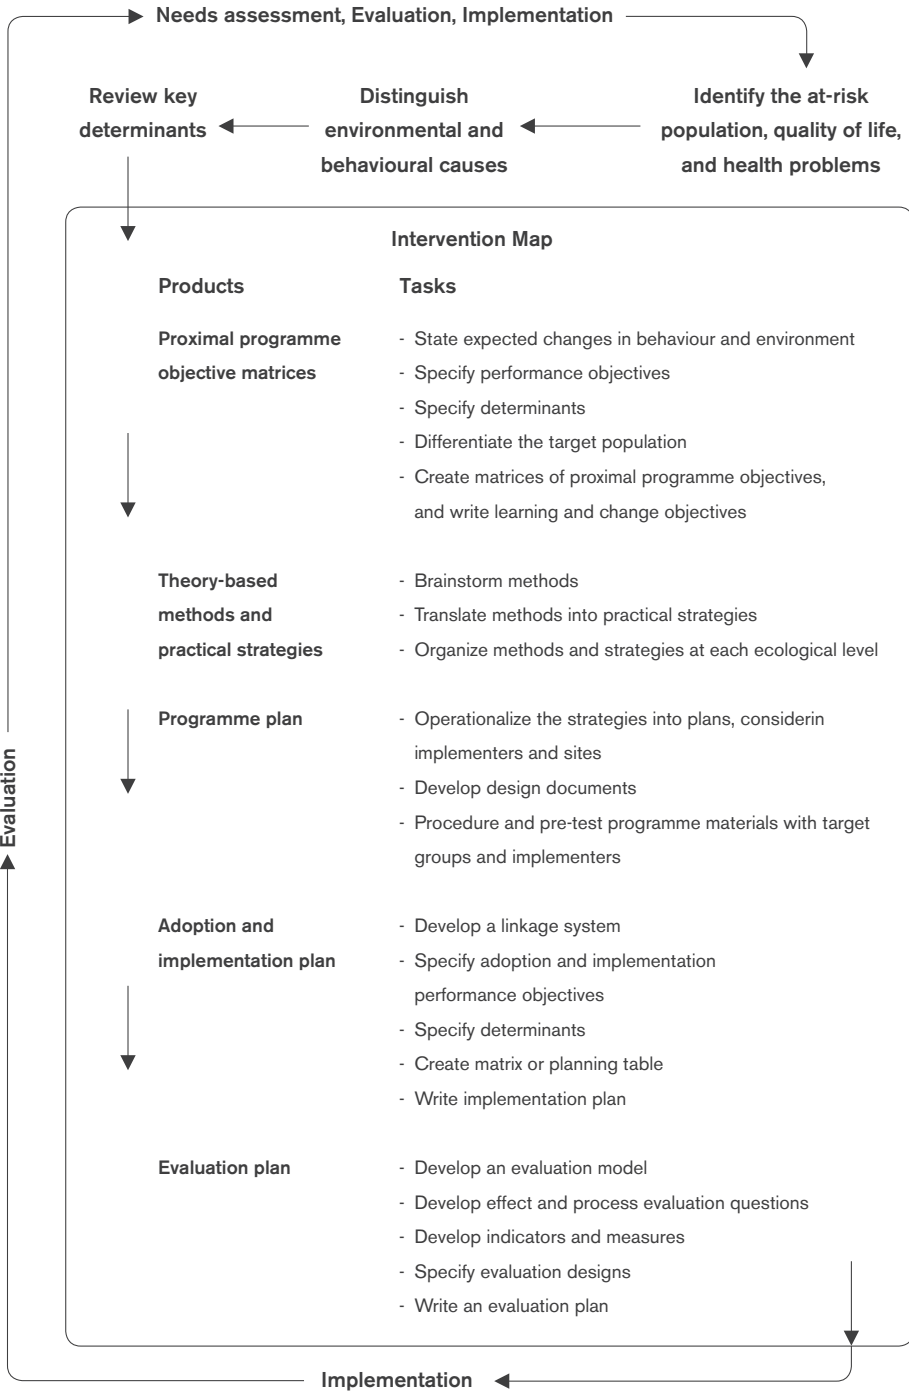 Needs assessment, Evaluation, Implementation
Review key
determinants
Distinguish
environmental and
behavioural causes
Identify the at-risk
population, quality of life,
and health problems
Intervention Map
Products
Tasks
Proximal programme
objective matrices
- State expected changes in behaviour and environment
- Specify performance objectives
- Specify determinants
- Differentiate the target population
- Create matrices of proximal programme objectives,
and write learning and change objectives
Theory-based
methods and
practical strategies
- Brainstorm methods
- Translate methods into practical strategies
- Organize methods and strategies at each ecological level
Programme plan
- Operationalize the strategies into plans, considerin
implementers and sites
- Develop design documents
- Procedure and pre-test programme materials with target
groups and implementers
Adoption and
implementation plan
- Develop a linkage system
- Specify adoption and implementation
performance objectives
- Specify determinants
- Create matrix or planning table
- Write implementation plan
Evaluation plan
- Develop an evaluation model
- Develop effect and process evaluation questions
- Develop indicators and measures
- Specify evaluation designs
- Write an evaluation plan
Implementation
Evaluation